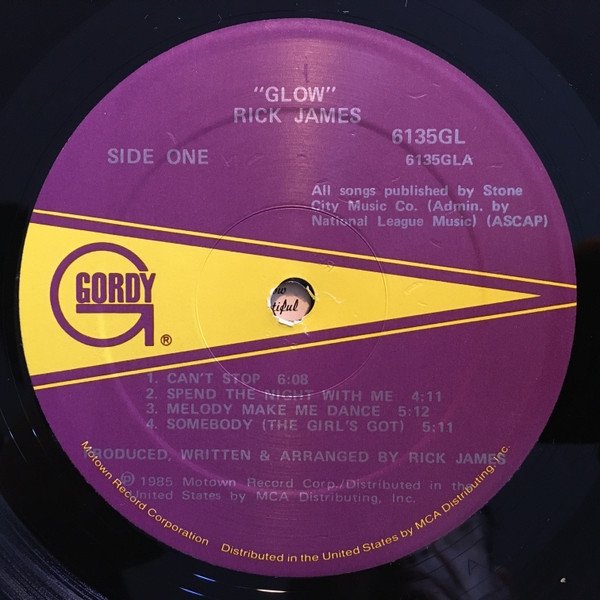 "GLOW"
RICK JAMES
SIDE ONE
6135GL
6135GLA
All songs published by Stone
City Music Co. (Admin. by
National League Music) (ASCAP)
GORDY
®
tiful
1. CAN'T STOP 6:08
2. SPEND THE NIGHT WITH ME 4:11
3. MELODY MAKE ME DANCE 5:12
4. SOMEBODY (THE GIRL'S GOT) 5:11
PRODUCED, WRITTEN & ARRANGED BY RICK JAMES
Ⓟ 1985 Motown Record Corp./Distributed in the
United States by MCA Distributing, Inc.
Motown Record Corporation Distributed in the United States by MCA Distributing, Inc.